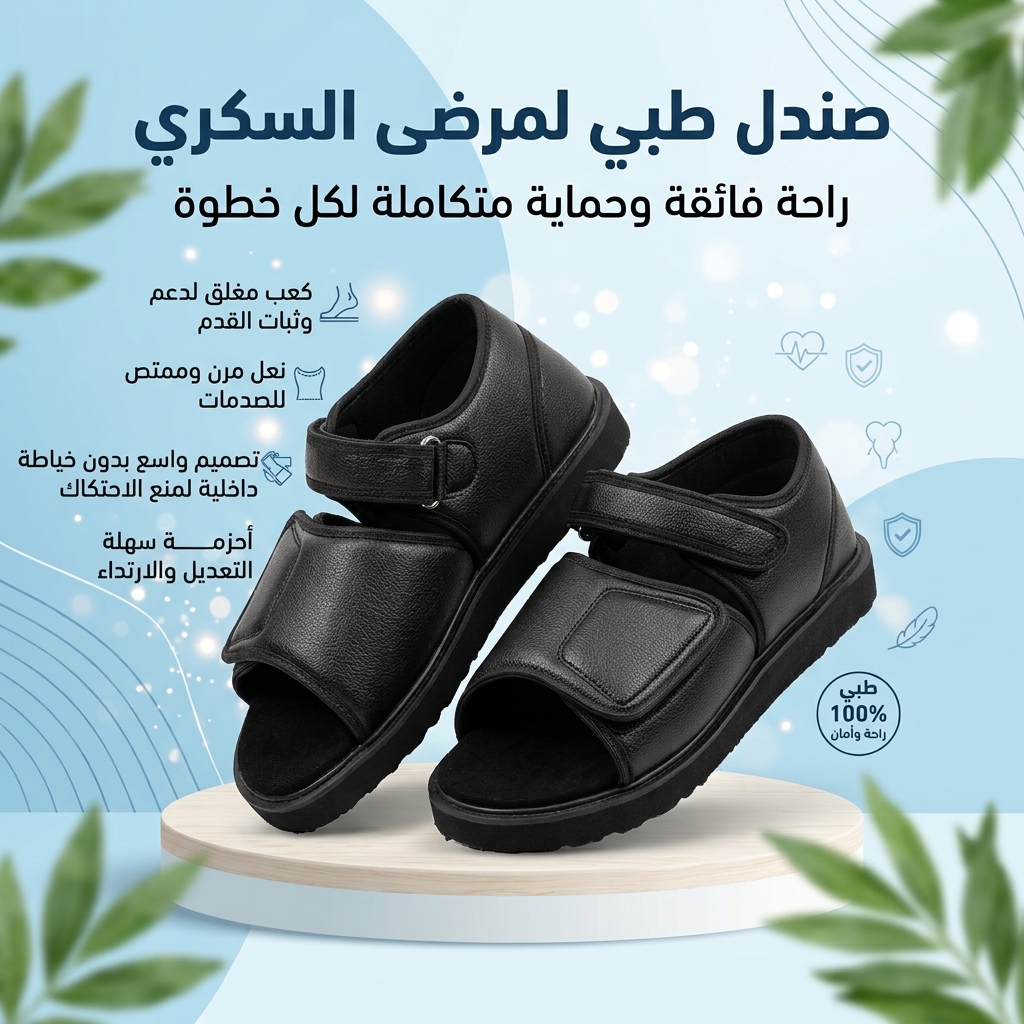 صندل طبي لمرضى السكري
راحة فائقة وحماية متكاملة لكل خطوة
كعب مغلق لدعم
وثبات القدم
نعل مرن وممتص
للصدمات
تصميم واسع بدون خياطة
داخلية لمنع الاحتكاك
أحزمـــة سهلة
التعديل والارتداء
طبي
100%
راحة وأمان